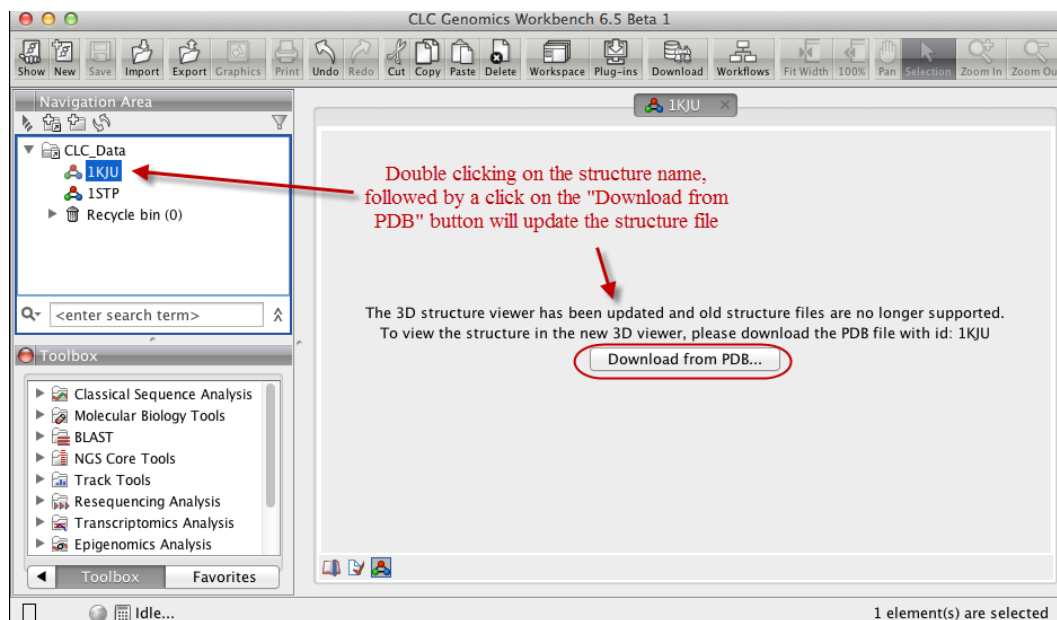 CLC Genomics Workbench 6.5 Beta 1
Show New Save Import Export Graphics Print Undo Redo Cut Copy Paste Delete Workspace Plug-ins Download Workflows Fit Width 100% Pan Selection Zoom In Zoom Ou
Navigation Area
CLC_Data
1KJU
1STP
Recycle bin (0)
<enter search term>
Toolbox
Classical Sequence Analysis
Molecular Biology Tools
BLAST
NGS Core Tools
Track Tools
Resequencing Analysis
Transcriptomics Analysis
Epigenomics Analysis
Toolbox Favorites
1KJU
Double clicking on the structure name,
followed by a click on the "Download from
PDB" button will update the structure file
The 3D structure viewer has been updated and old structure files are no longer supported.
To view the structure in the new 3D viewer, please download the PDB file with id: 1KJU
Download from PDB...
Idle...
1 element(s) are selected